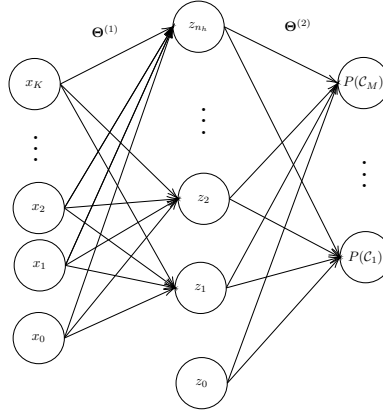 Θ(1)
z_{n_h}
Θ(2)
x_K
P(C_M)
x_2
z_2
x_1
P(C_1)
z_1
x_0
z_0